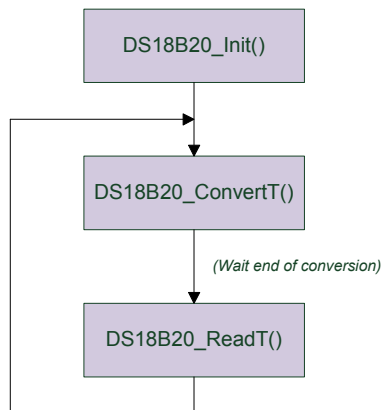 DS18B20_Init()
DS18B20_ConvertT()
(Wait end of conversion)
DS18B20_ReadT()